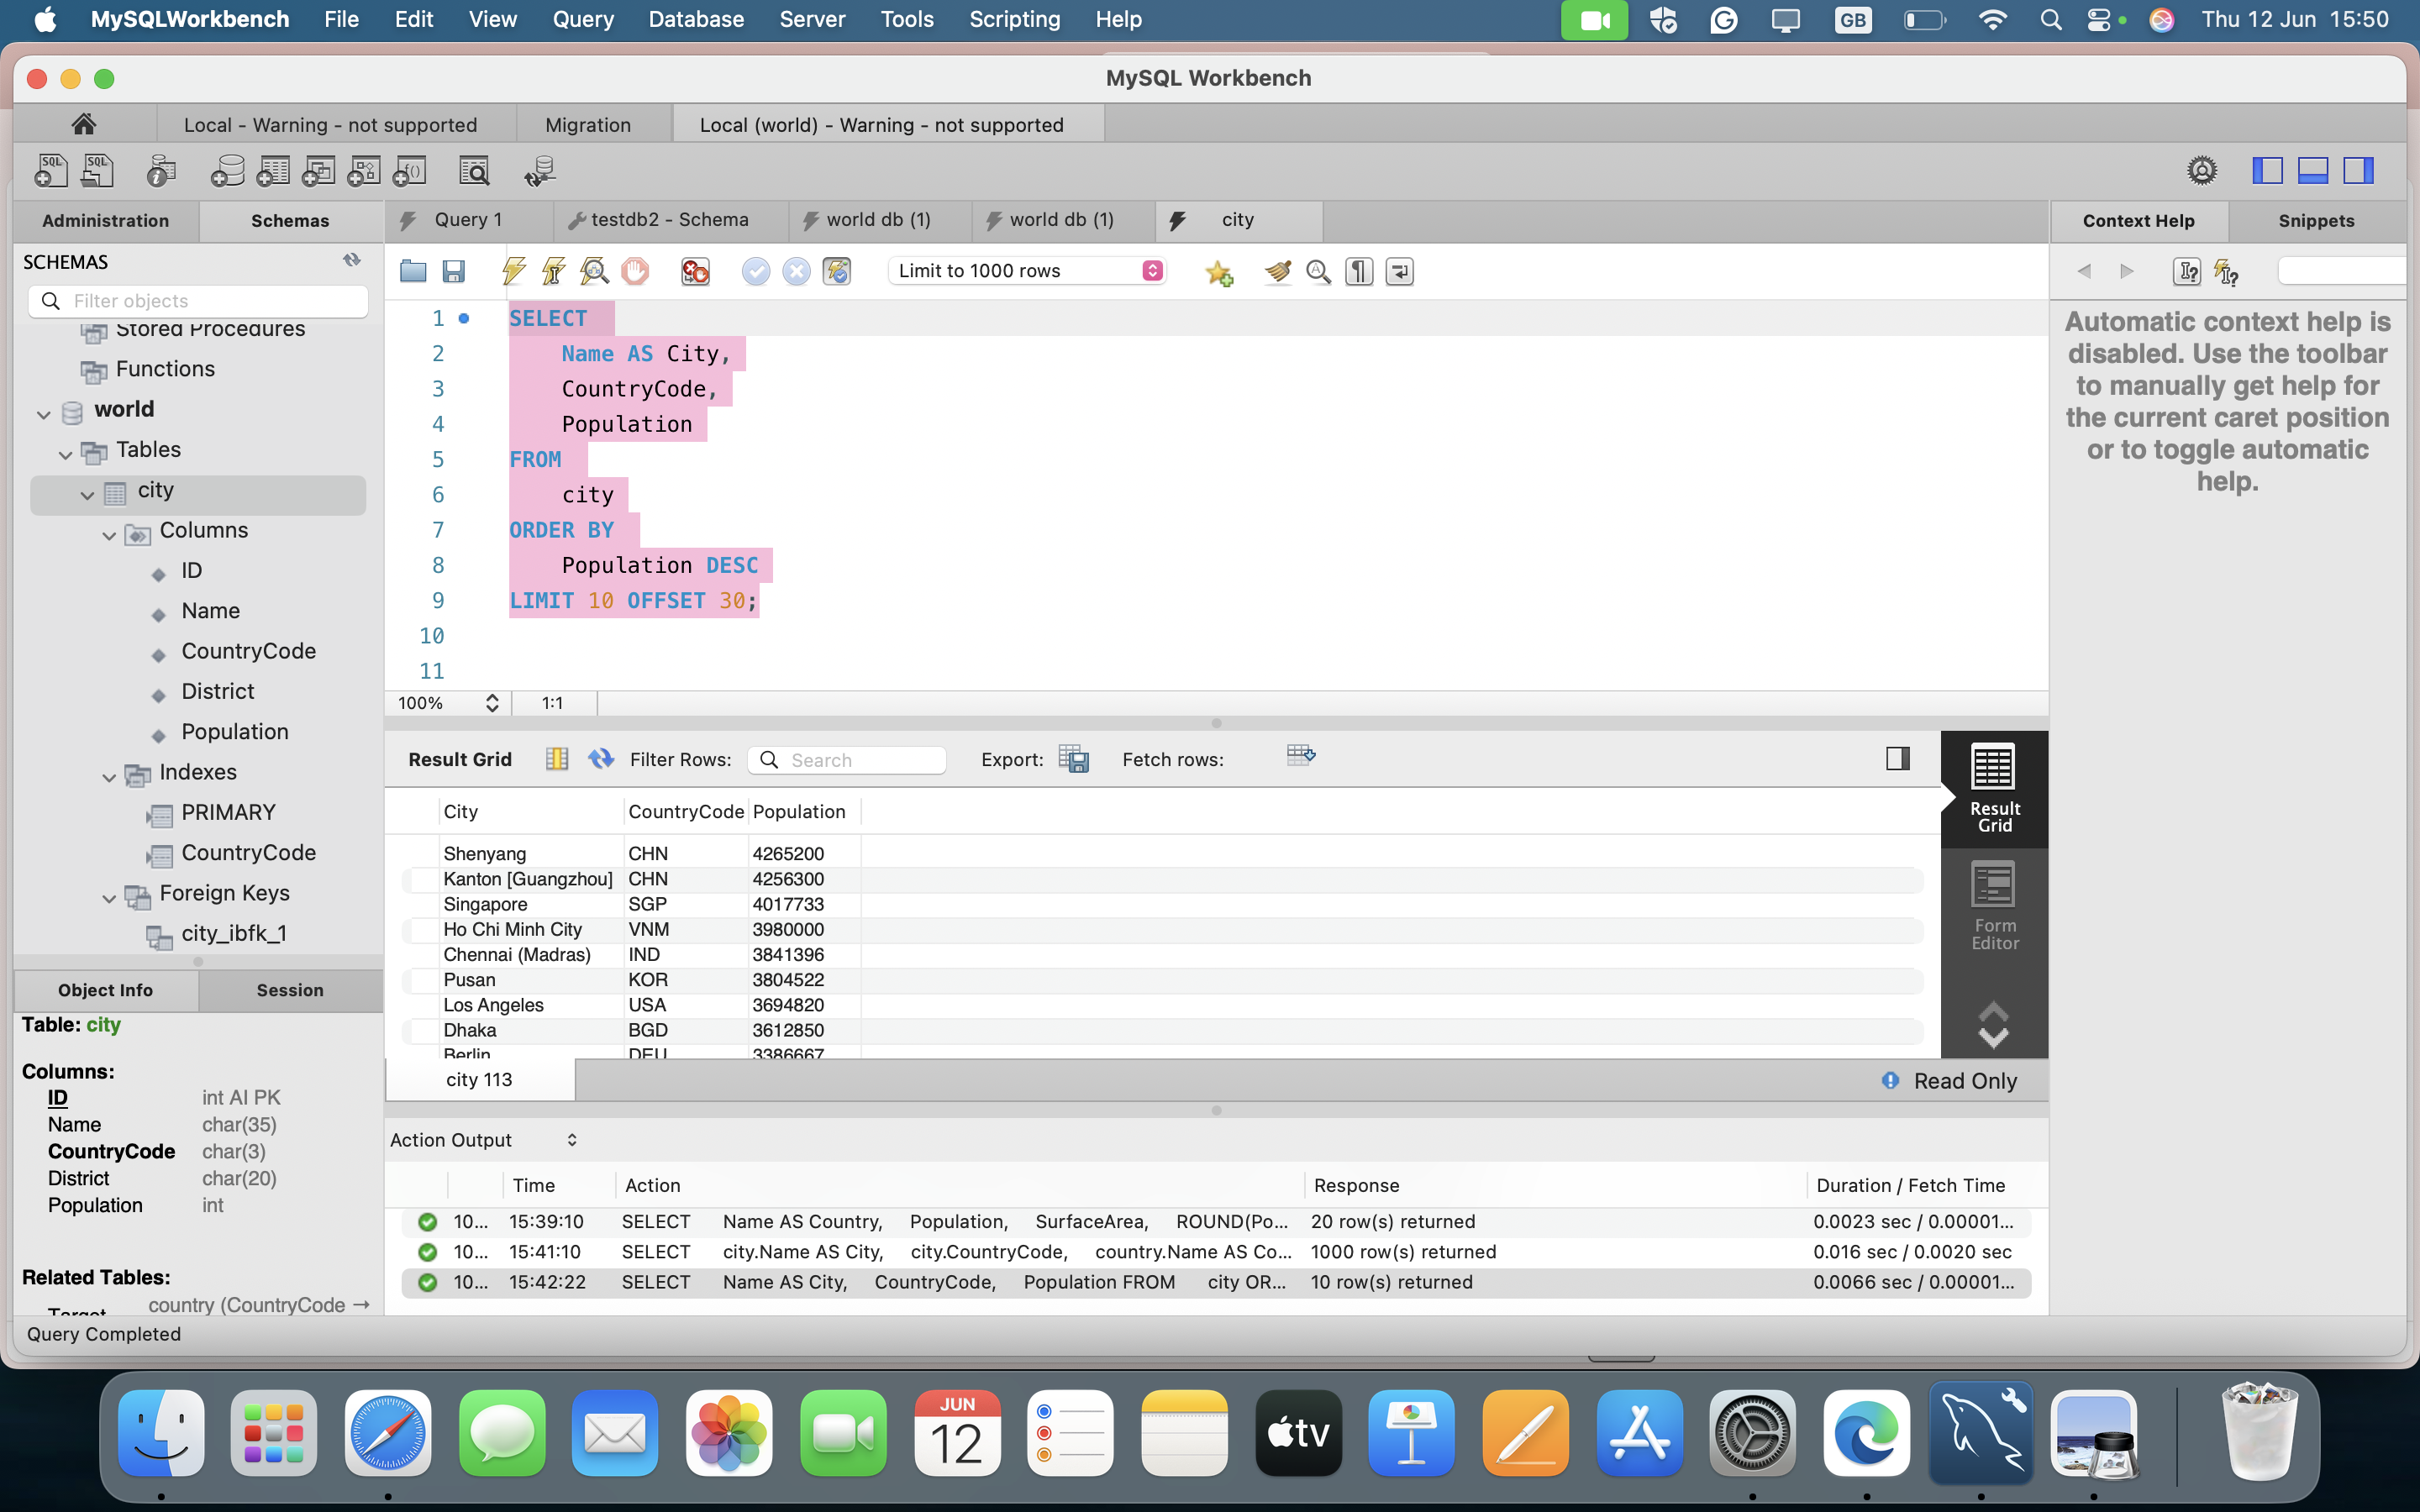 MySQLWorkbench File Edit View Query Database Server Tools Scripting Help GB Thu 12 Jun 15:50
MySQL Workbench
Local - Warning - not supported Migration Local (world) - Warning - not supported
Administration Schemas Query 1 testdb2 - Schema world db (1) world db (1) city Context Help Snippets
SCHEMAS
Filter objects
Stored Procedures
Functions
world
Tables
city
Columns
ID
Name
CountryCode
District
Population
Indexes
PRIMARY
CountryCode
Foreign Keys
city_ibfk_1
Object Info Session
Table: city
Columns:
ID int AI PK
Name char(35)
CountryCode char(3)
District char(20)
Population int
Related Tables:
Target country (CountryCode →
Query Completed
Limit to 1000 rows
1 SELECT
2 Name AS City,
3 CountryCode,
4 Population
5 FROM
6 city
7 ORDER BY
8 Population DESC
9 LIMIT 10 OFFSET 30;
10
11
100% 1:1
Result Grid Filter Rows: Search Export: Fetch rows:
City CountryCode Population
Shenyang CHN 4265200
Kanton [Guangzhou] CHN 4256300
Singapore SGP 4017733
Ho Chi Minh City VNM 3980000
Chennai (Madras) IND 3841396
Pusan KOR 3804522
Los Angeles USA 3694820
Dhaka BGD 3612850
Berlin DEU 3386667
Result
Grid
Form
Editor
city 113 Read Only
Action Output
Time Action Response Duration / Fetch Time
10... 15:39:10 SELECT Name AS Country, Population, SurfaceArea, ROUND(Po... 20 row(s) returned 0.0023 sec / 0.00001...
10... 15:41:10 SELECT city.Name AS City, city.CountryCode, country.Name AS Co... 1000 row(s) returned 0.016 sec / 0.0020 sec
10... 15:42:22 SELECT Name AS City, CountryCode, Population FROM city OR... 10 row(s) returned 0.0066 sec / 0.00001...
Automatic context help is
disabled. Use the toolbar
to manually get help for
the current caret position
or to toggle automatic
help.
JUN
12
tv